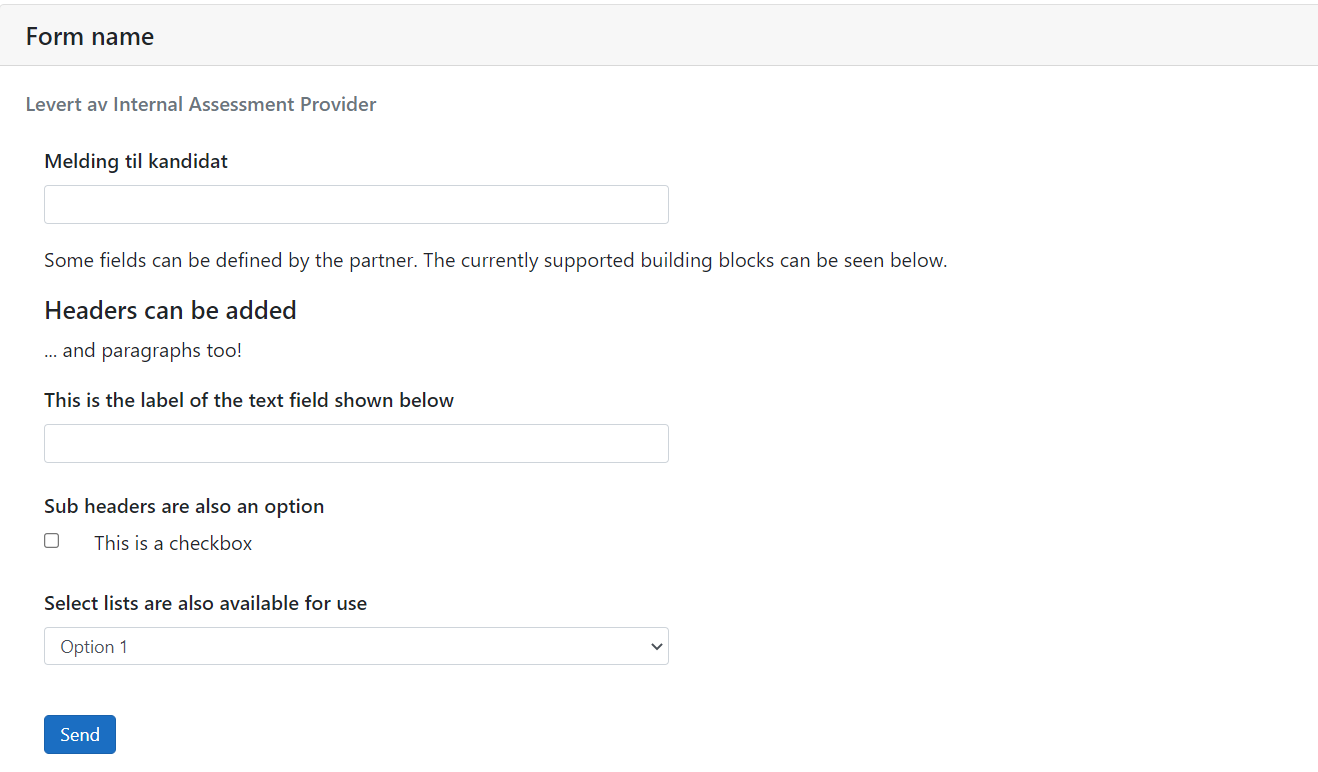 Form name
Levert av Internal Assessment Provider
Melding til kandidat
Some fields can be defined by the partner. The currently supported building blocks can be seen below.
Headers can be added
... and paragraphs too!
This is the label of the text field shown below
Sub headers are also an option
This is a checkbox
Select lists are also available for use
Option 1
Send